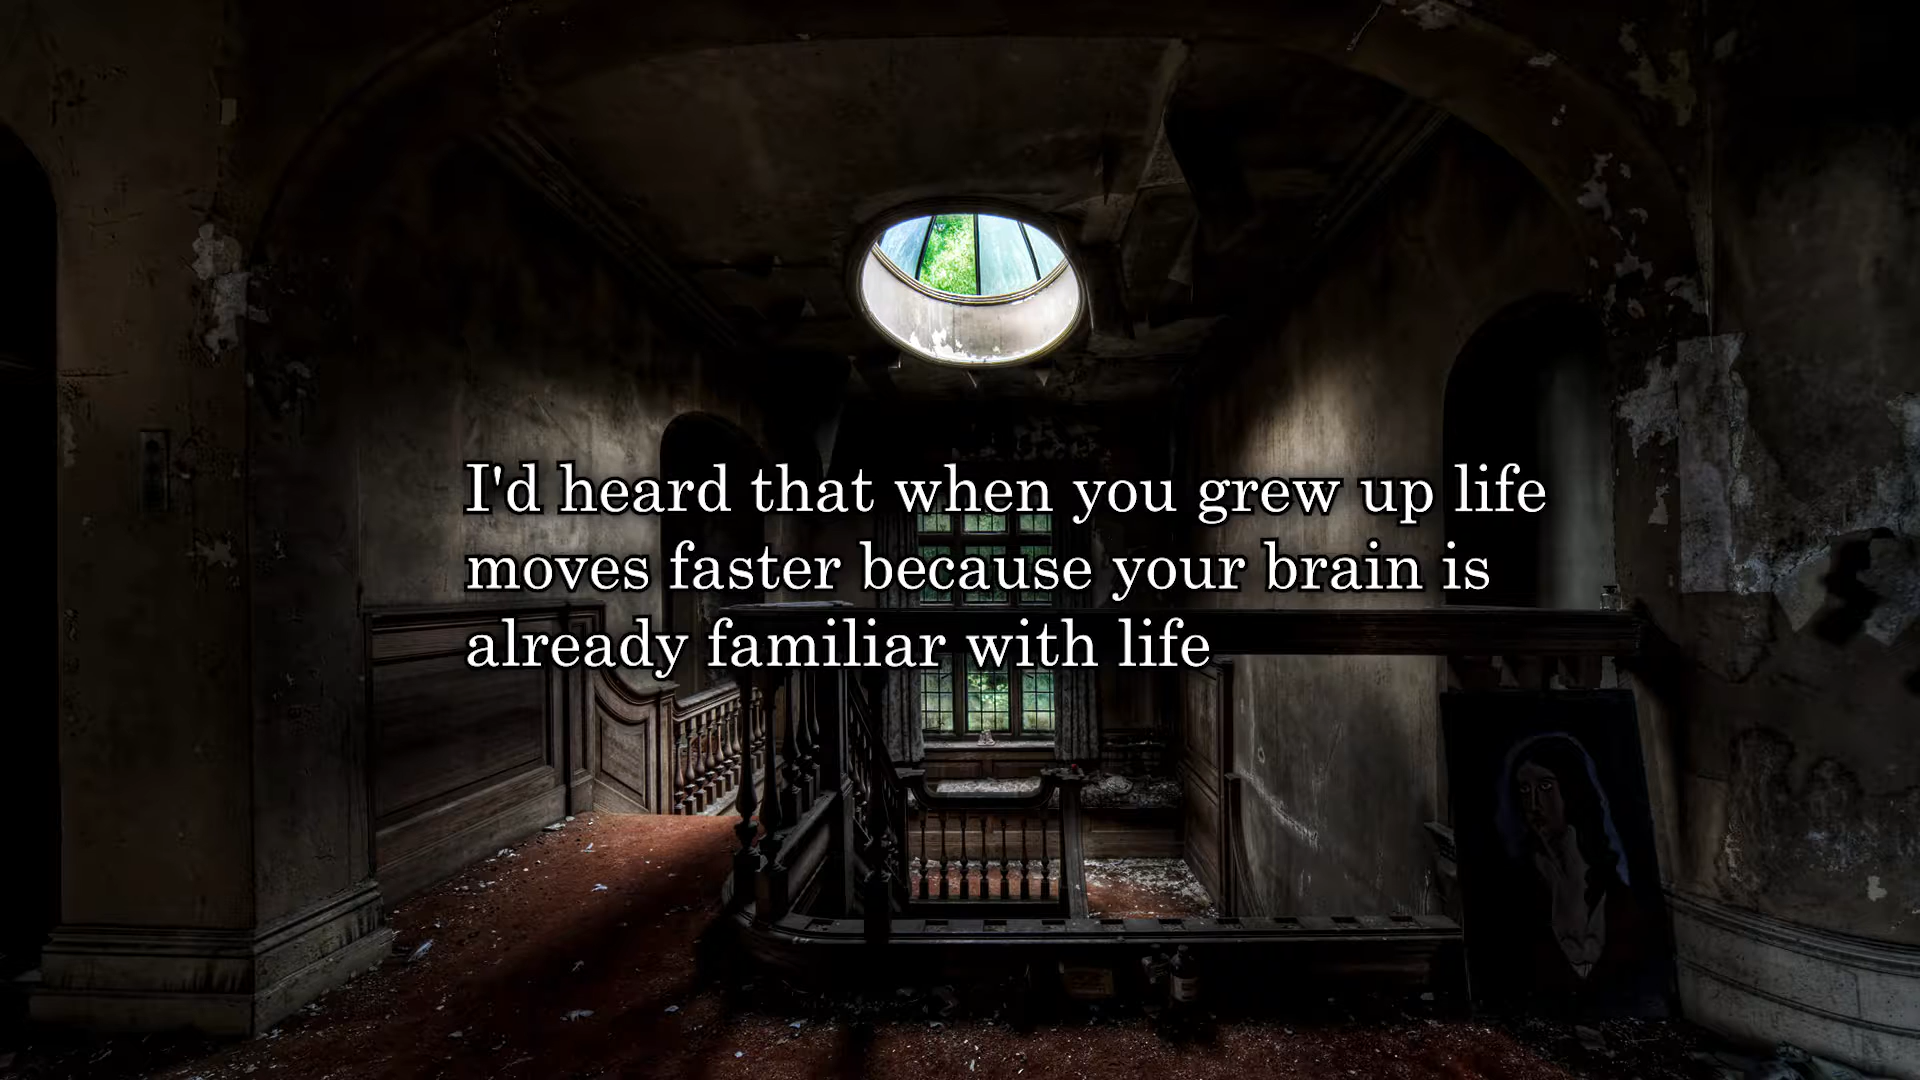 I'd heard that when you grew up life
moves faster because your brain is
already familiar with life